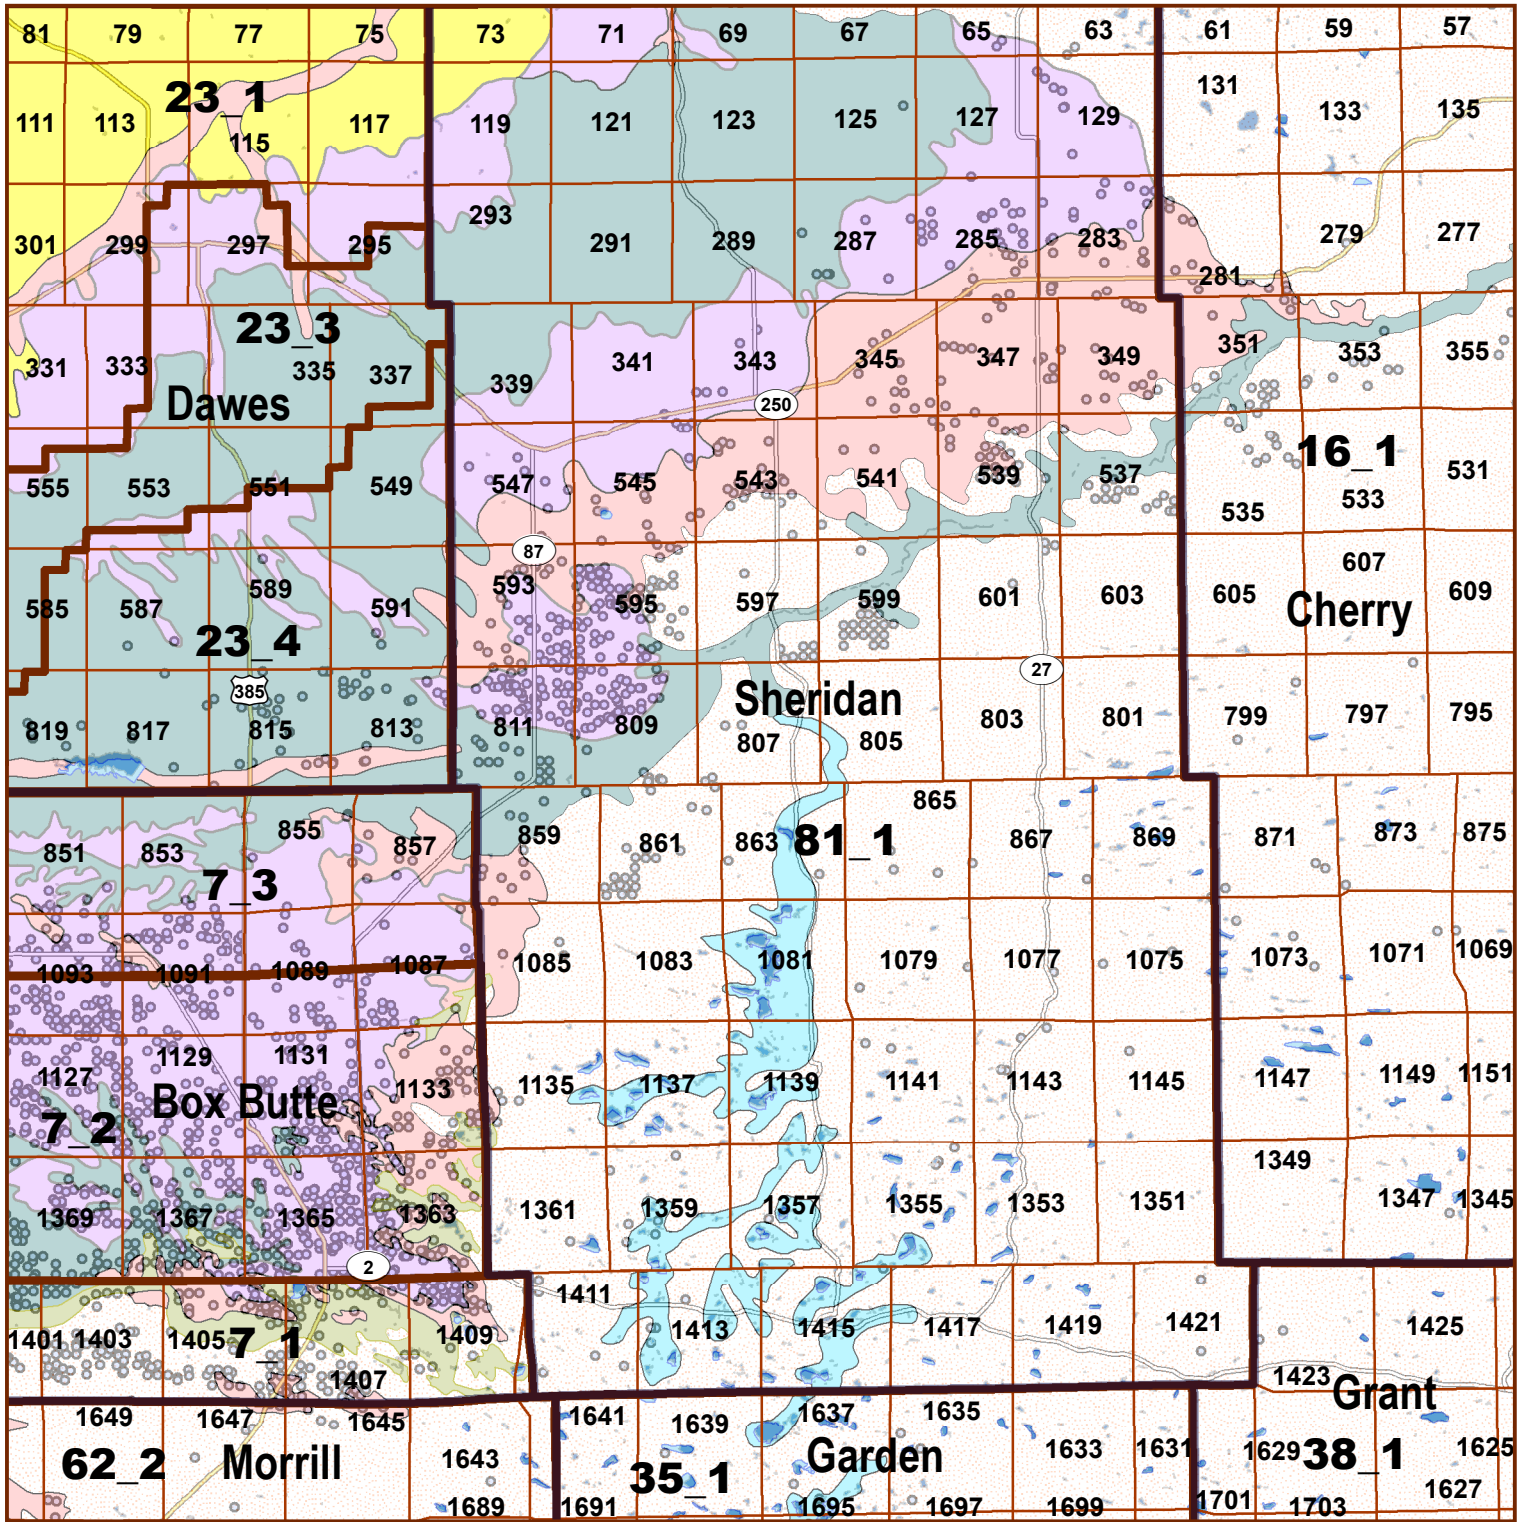 81 79 77 75 73 71 69 67 65 63 61 59 57
23_1
131
111 113 115 117 119 121 123 125 127 129 133 135
301 299 297 295 293 291 289 287 285 283 281 279 277
23_3
331 333 335 337 339 341 343 345 347 349 351 353 355
Dawes
250
16_1
555 553 551 549 547 545 543 541 539 537 535 533 531
87
585 587 589 591 593 595 597 599 601 603 605 607 609
Cherry
23_4
27
385
Sheridan
819 817 815 813 811 809 807 805 803 801 799 797 795
865
851 853 855 857 859 861 863 81_1 867 869 871 873 875
7_3
1093 1091 1089 1087 1085 1083 1081 1079 1077 1075 1073 1071 1069
1127 1129 1131 1133 1135 1137 1139 1141 1143 1145 1147 1149 1151
Box Butte
7_2
1349
1369 1367 1365 1363 1361 1359 1357 1355 1353 1351 1347 1345
2
1411
1401 1403 1405 7_1 1409 1413 1415 1417 1419 1421 1425
1407 1423
Grant
1649 1647 1645 1641 1639 1637 1635
62_2 Morrill 1643 35_1 Garden 1633 1631 1629 38_1 1625
1627
1689 1691 1695 1697 1699 1701 1703